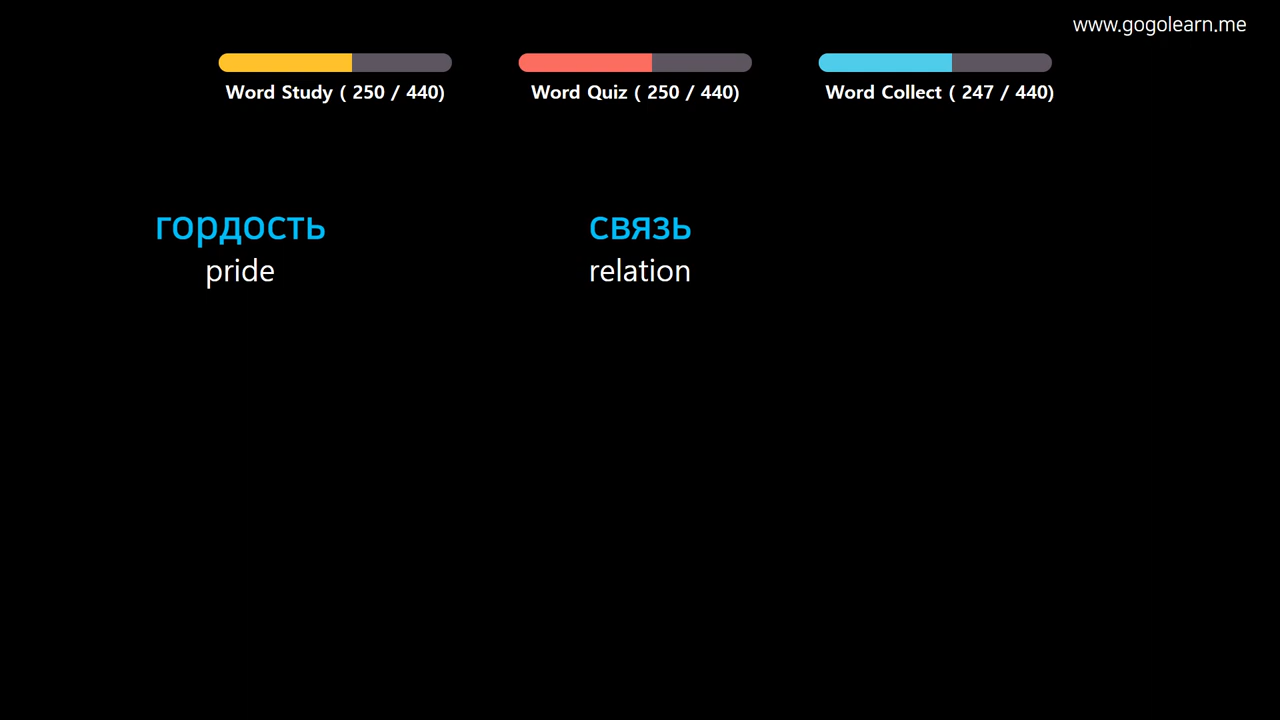 www.gogolearn.me
Word Study ( 250 / 440)
Word Quiz ( 250 / 440)
Word Collect ( 247 / 440)
гордость
pride
связь
relation